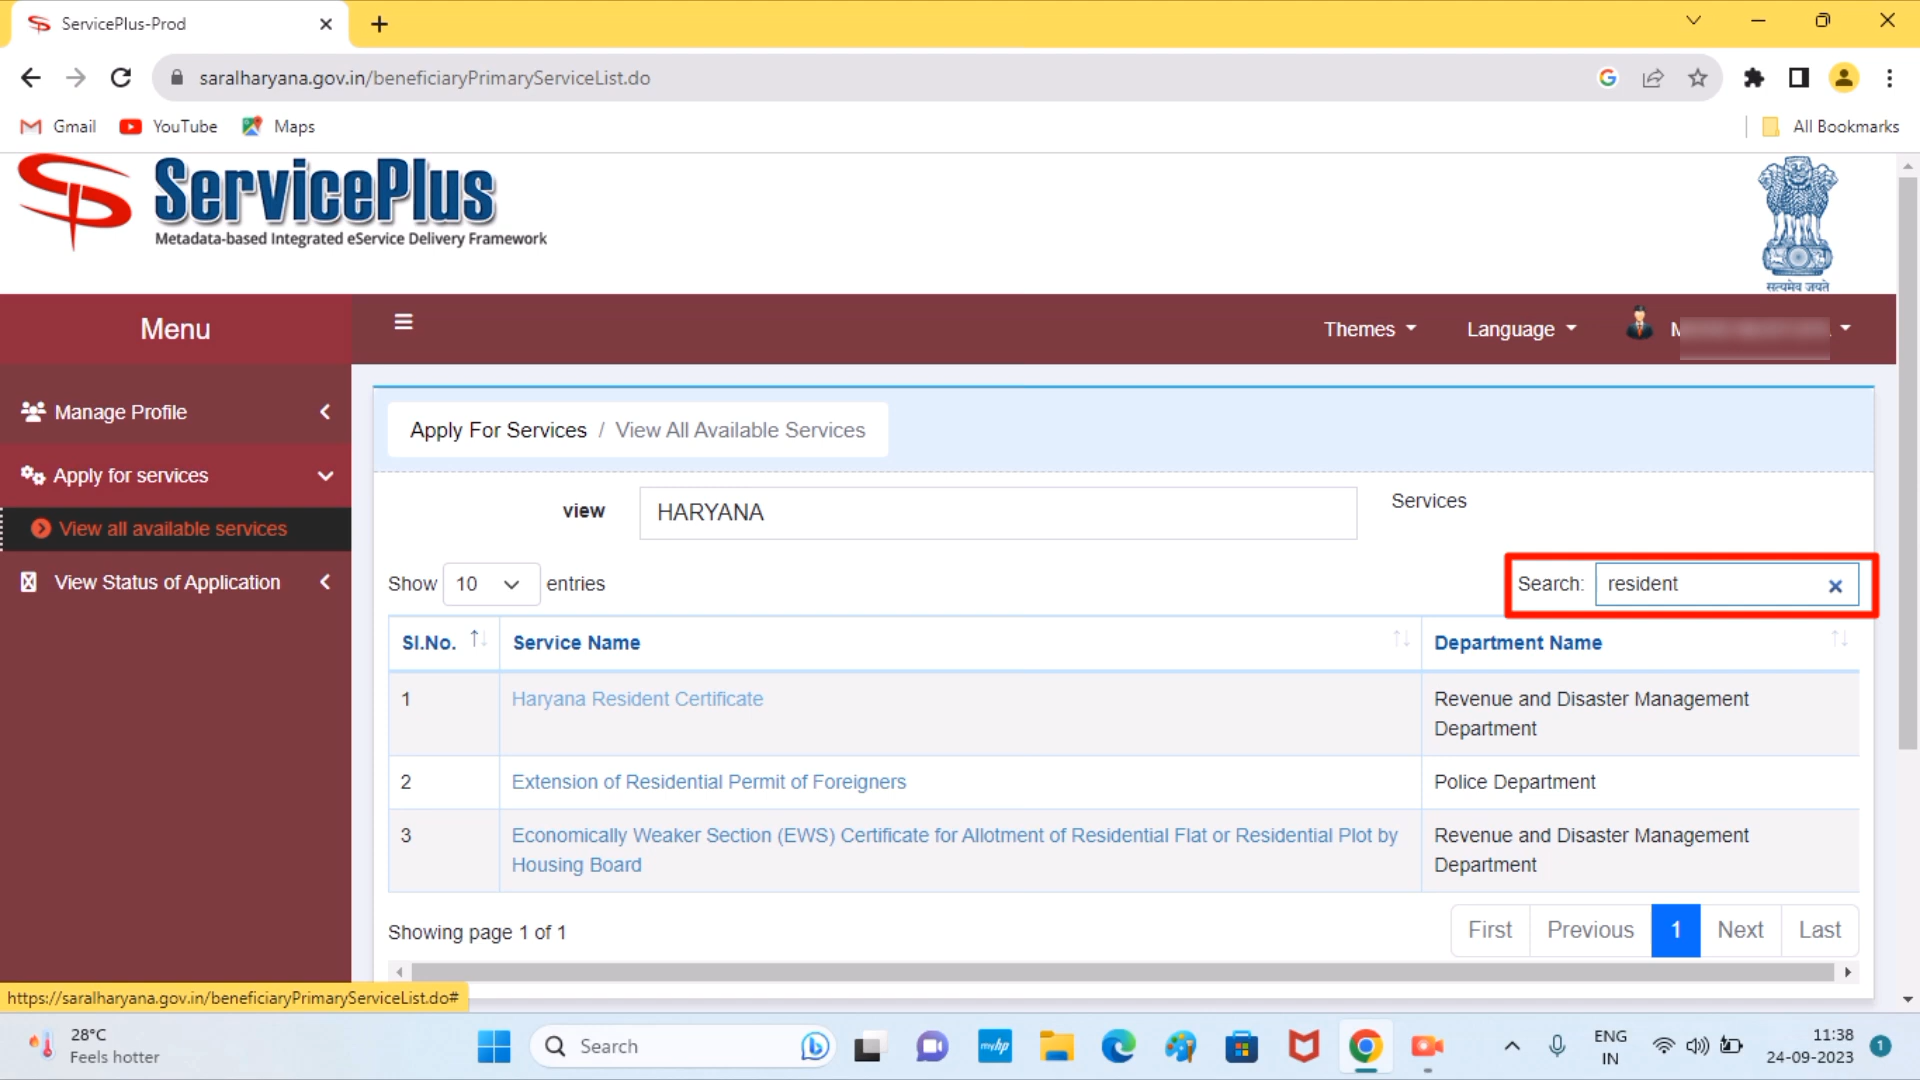 ServicePlus-Prod
saralharyana.gov.in/beneficiaryPrimaryServiceList.do
Gmail YouTube Maps All Bookmarks
ServicePlus
Metadata-based Integrated eService Delivery Framework
सत्यमेव जयते
Menu Themes Language M
Manage Profile
Apply for services
View all available services
View Status of Application
Apply For Services / View All Available Services
view HARYANA Services
Show 10 entries Search: resident
Sl.No. Service Name Department Name
1 Haryana Resident Certificate Revenue and Disaster Management
Department
2 Extension of Residential Permit of Foreigners Police Department
3 Economically Weaker Section (EWS) Certificate for Allotment of Residential Flat or Residential Plot by Revenue and Disaster Management
Housing Board Department
Showing page 1 of 1 First Previous 1 Next Last
https://saralharyana.gov.in/beneficiaryPrimaryServiceList.do#
28°C
Feels hotter
Search
myhp
ENG
IN
11:38
24-09-2023
1